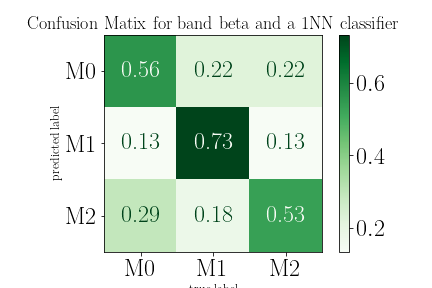 Confusion Matix for band beta and a 1NN classifier
M0 0.56 0.22 0.22
M1 0.13 0.73 0.13
M2 0.29 0.18 0.53
M0 M1 M2
predicted label
true label
0.6
0.4
0.2